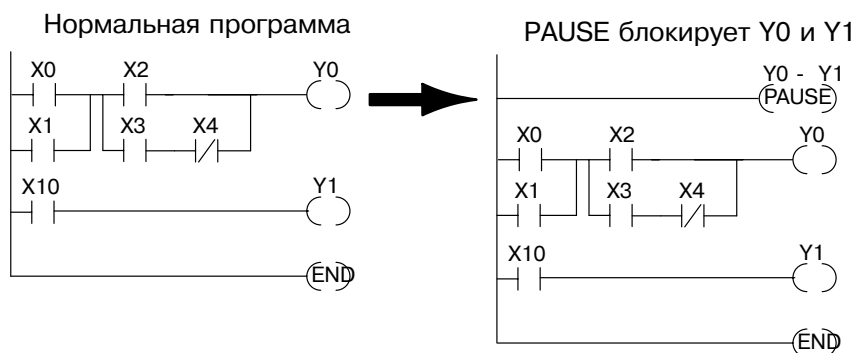 Нормальная программа
X0 X2 Y0
X1 X3 X4
X10 Y1
END
PAUSE блокирует Y0 и Y1
Y0 - Y1
PAUSE
X0 X2 Y0
X1 X3 X4
X10 Y1
END